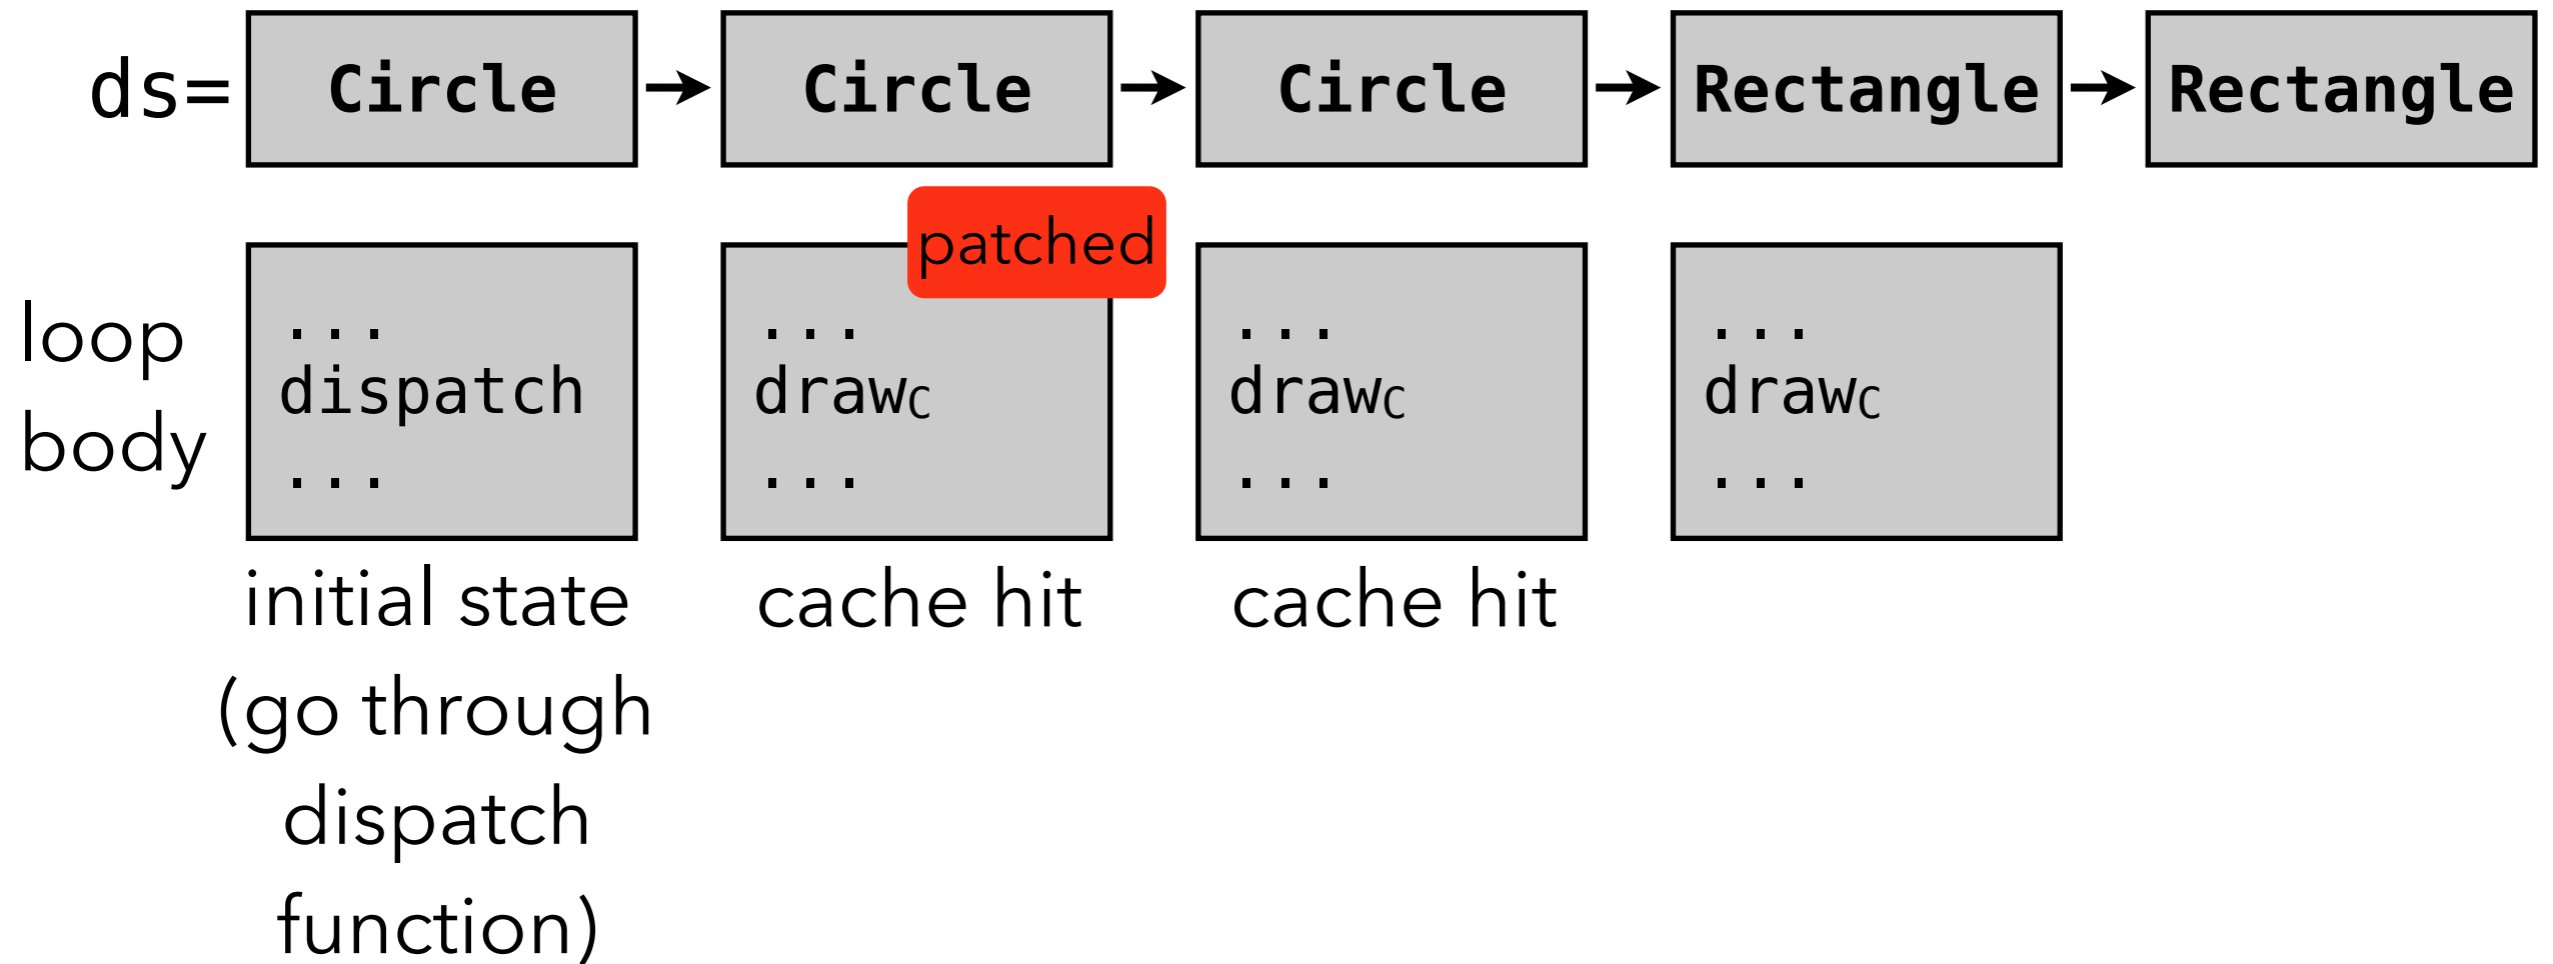 ds= Circle → Circle → Circle → Rectangle → Rectangle
patched
loop
body
...
dispatch
...
...
drawC
...
...
drawC
...
...
drawC
...
initial state
(go through
dispatch
function)
cache hit
cache hit